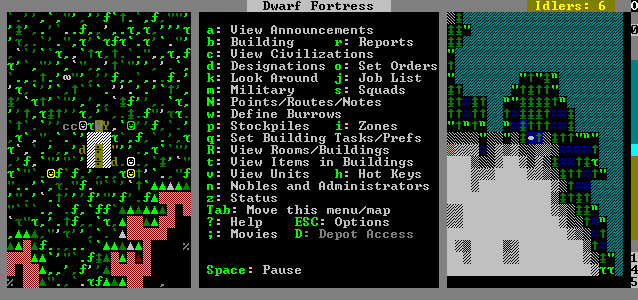 Dwarf Fortress
Idlers: 6
a: View Announcements
b: Building r: Reports
c: View Civilizations
d: Designations o: Set Orders
k: Look Around j: Job List
m: Military s: Squads
N: Points/Routes/Notes
w: Define Burrows
p: Stockpiles i: Zones
q: Set Building Tasks/Prefs
R: View Rooms/Buildings
t: View Items in Buildings
v: View Units h: Hot Keys
n: Nobles and Administrators
z: Status
Tab: Move this menu/map
?: Help ESC: Options
;: Movies D: Depot Access
Space: Pause